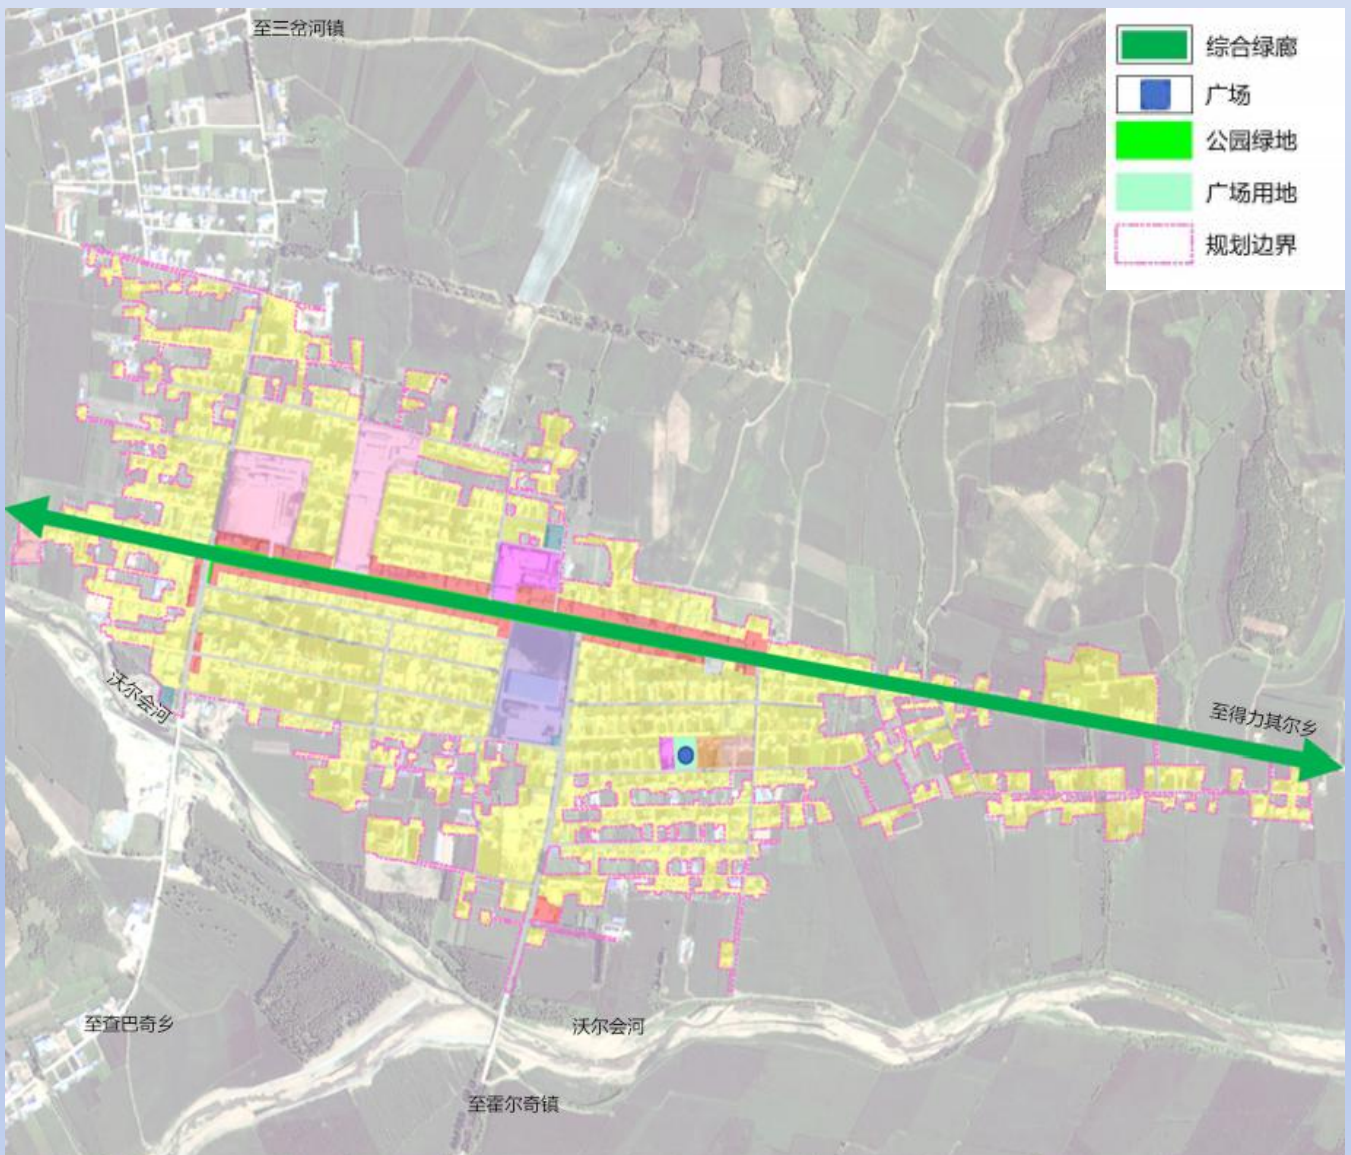 至三岔河镇
综合绿廊
广场
公园绿地
广场用地
规划边界
沃尔会河
至得力其尔乡
至查巴奇乡
沃尔会河
至霍尔奇镇